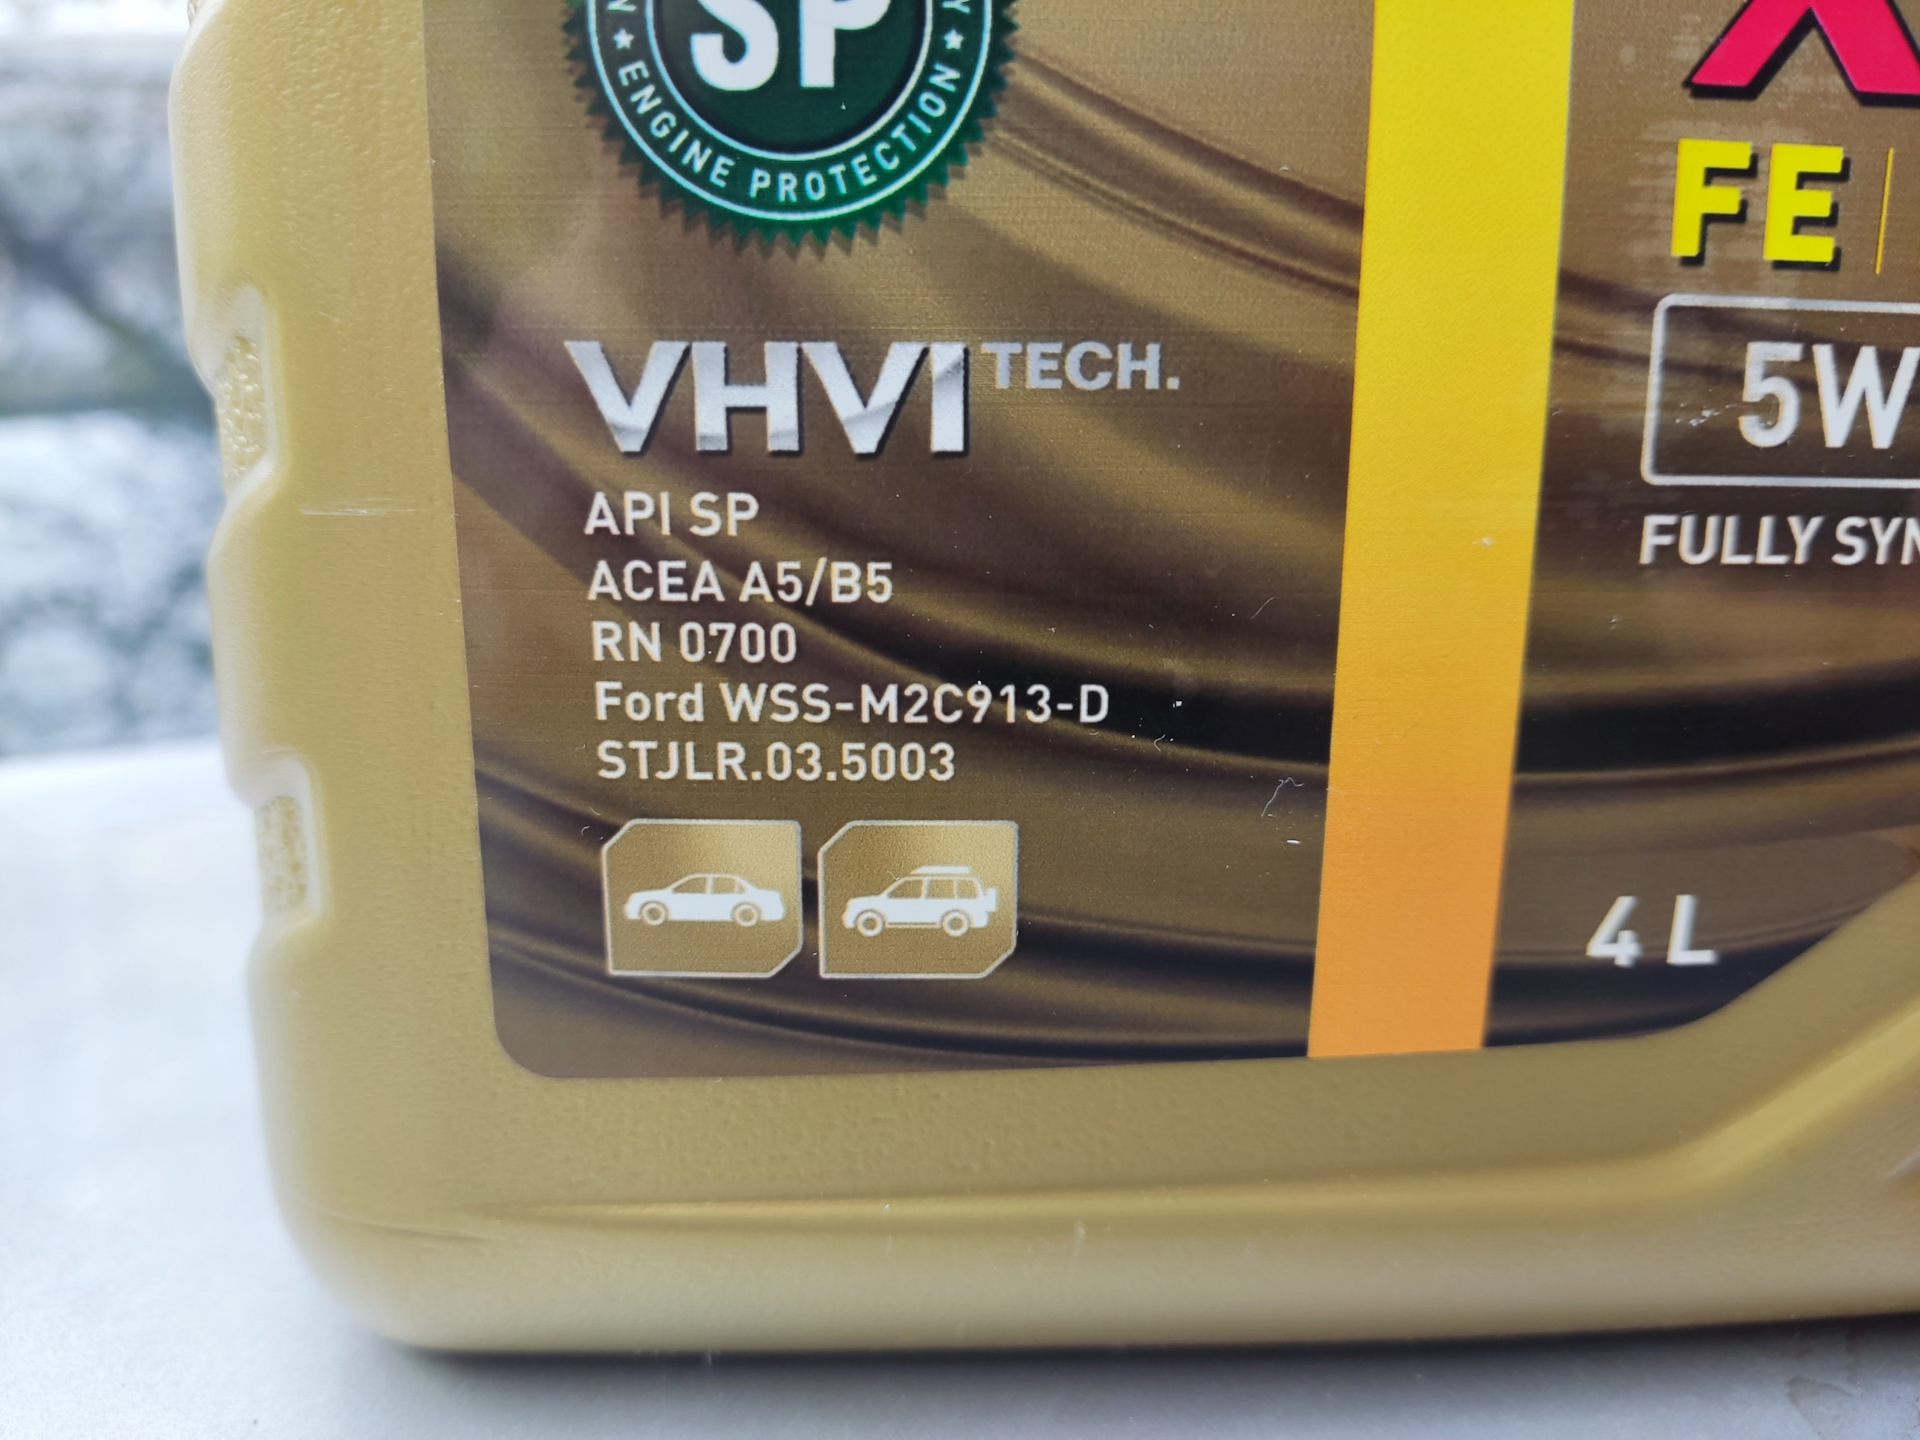 SP
★ ENGINE PROTECTION ★
VHVI TECH.
API SP
ACEA A5/B5
RN 0700
Ford WSS-M2C913-D
STJLR.03.5003
X
FE
5W
FULLY SYN
4 L